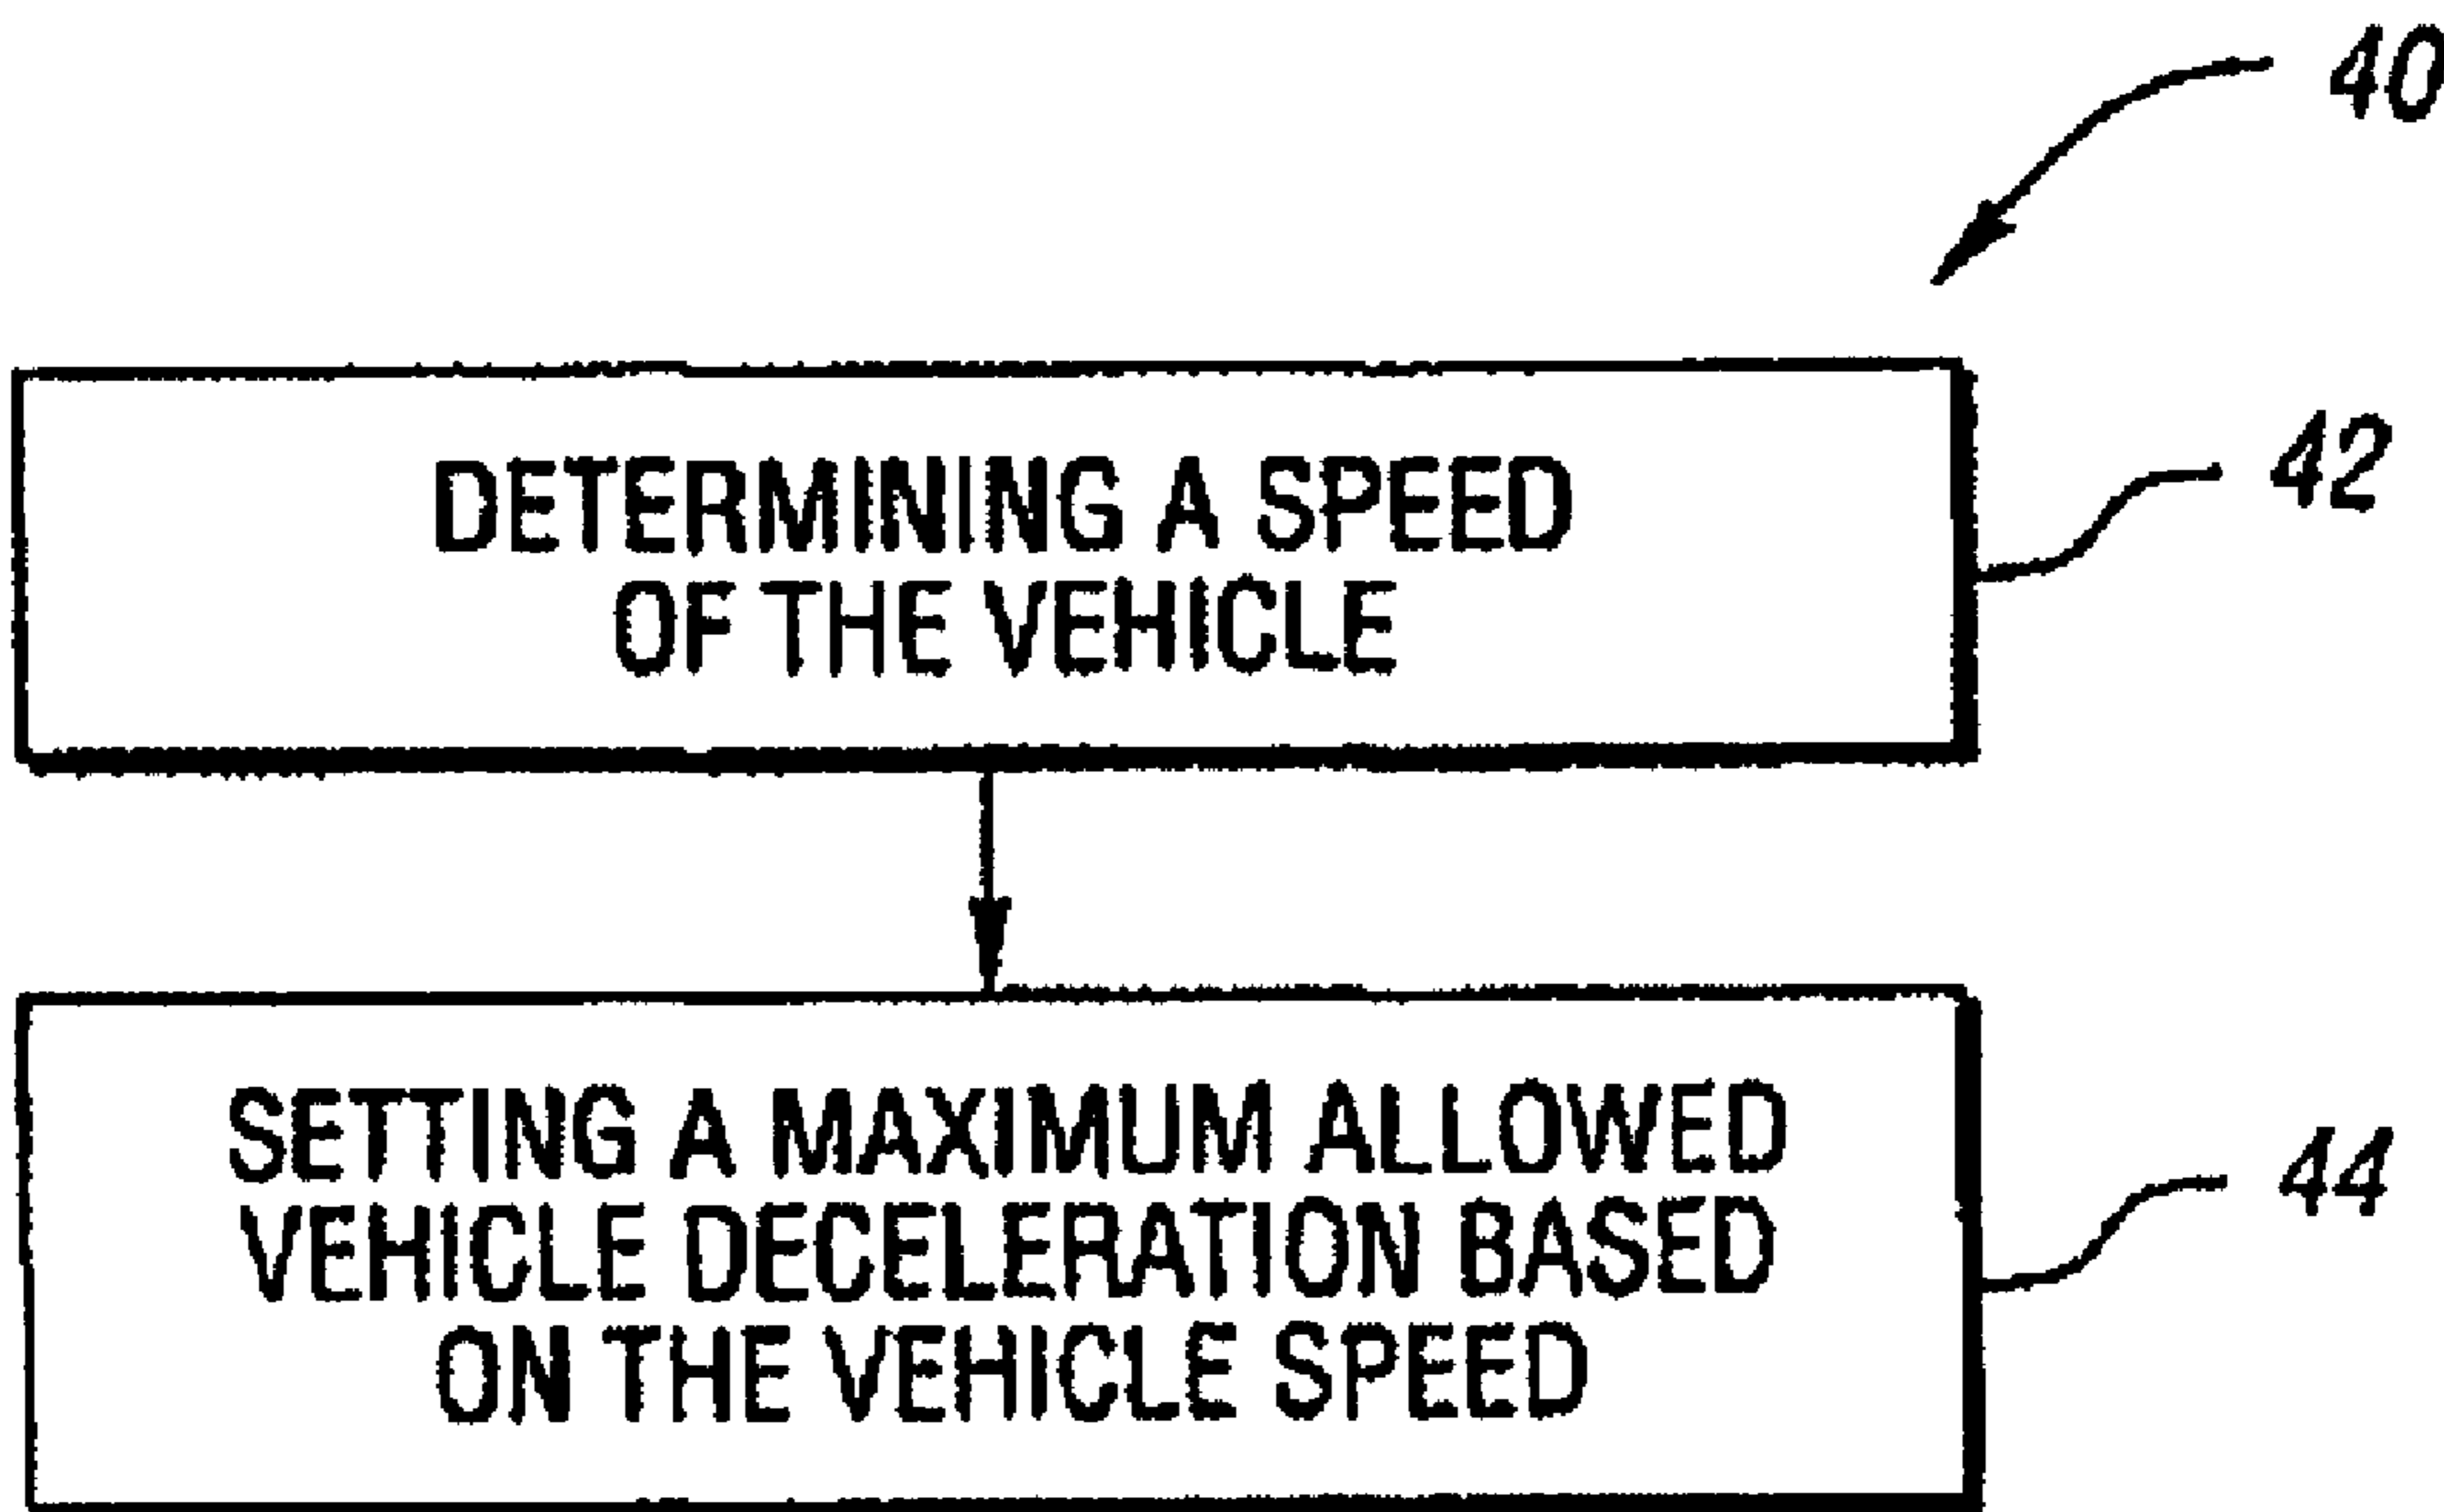 40
DETERMINING A SPEED
OF THE VEHICLE
42
SETTING A MAXIMUM ALLOWED
VEHICLE DECELERATION BASED
ON THE VEHICLE SPEED
44